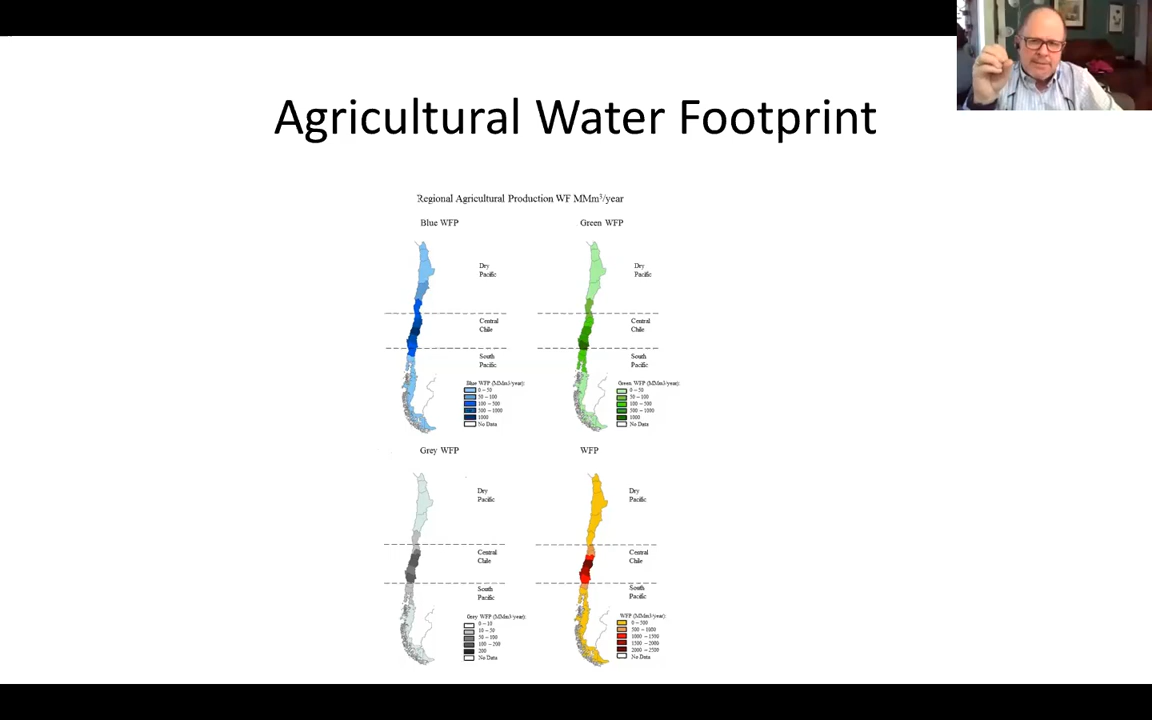 Agricultural Water Footprint
Regional Agricultural Production WF MMm³/year
Blue WFP
Dry
Pacific
Central
Chile
South
Pacific
Blue WFP (MMm3/year):
0 – 50
50 – 100
100 – 500
500 – 1000
1000
No Data
Green WFP
Dry
Pacific
Central
Chile
South
Pacific
Green WFP (MMm3/year):
0 – 50
50 – 100
100 – 500
500 – 1000
1000
No Data
Grey WFP
Dry
Pacific
Central
Chile
South
Pacific
Grey WFP (MMm3/year):
0 – 10
10 – 50
50 – 100
100 – 200
200
No Data
WFP
Dry
Pacific
Central
Chile
South
Pacific
WFP (MMm3/year):
0 – 500
500 – 1000
1000 – 1500
1500 – 2000
2000 – 2500
No Data